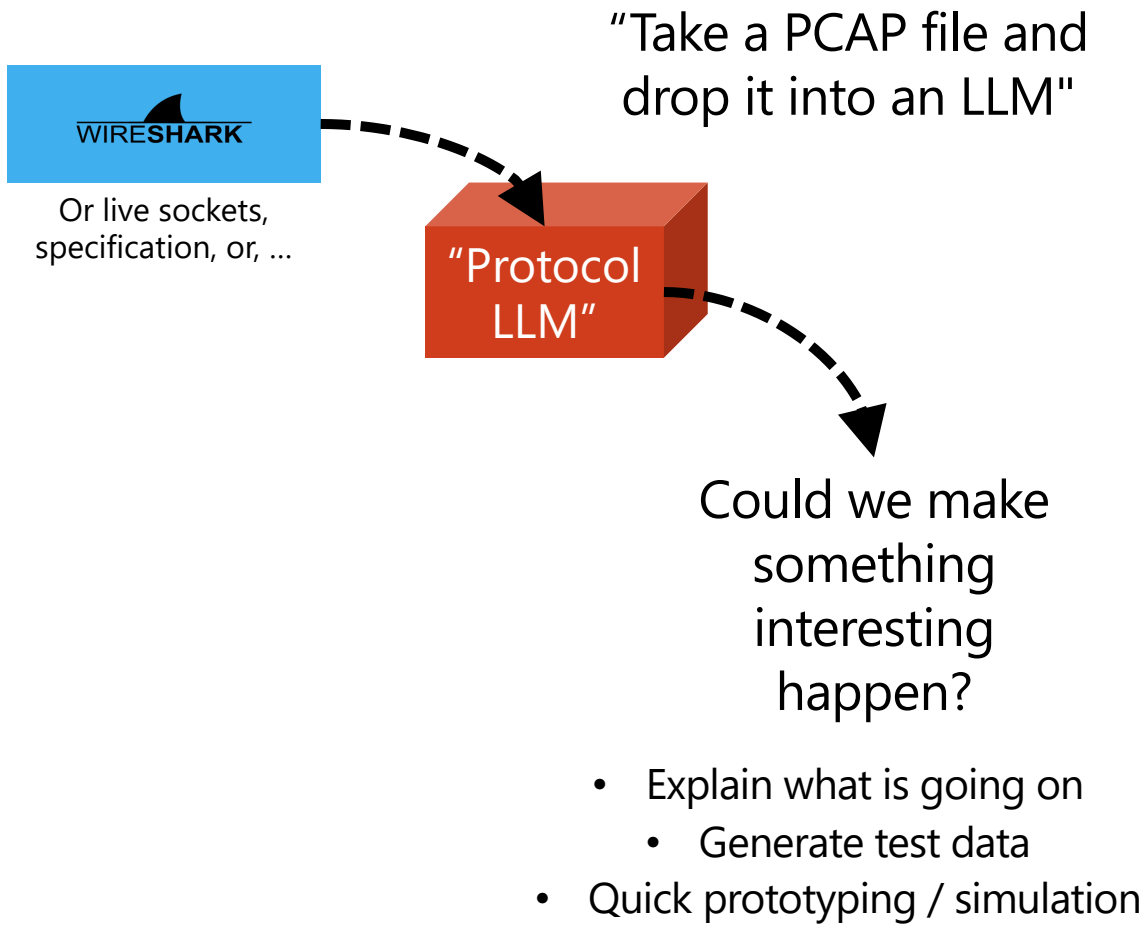 “Take a PCAP file and
drop it into an LLM"
WIRESHARK
Or live sockets,
specification, or, ...
“Protocol
LLM”
Could we make
something
interesting
happen?
• Explain what is going on
• Generate test data
• Quick prototyping / simulation